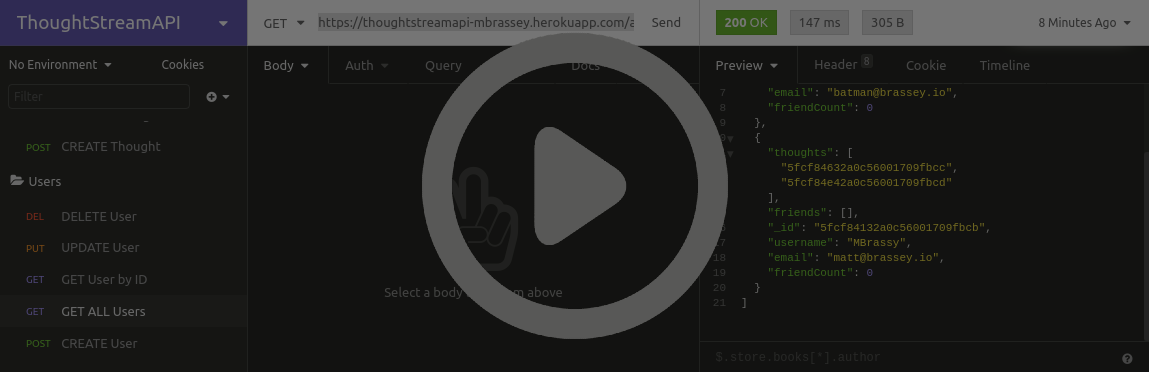 ThoughtStreamAPI
GET
https://thoughtstreamapi-mbrassey.herokuapp.com/a
Send
200 OK
147 ms
305 B
8 Minutes Ago
No Environment
Cookies
Body
Auth
Query
Docs
Preview
Header 8
Cookie
Timeline
Filter
POST CREATE Thought
Users
DEL DELETE User
PUT UPDATE User
GET GET User by ID
GET GET ALL Users
POST CREATE User
Select a body
above
7 "email": "batman@brassey.io",
8 "friendCount": 0
9 },
{
"thoughts": [
"5fcf84632a0c56001709fbcc",
"5fcf84e42a0c56001709fbcd"
],
"friends": [],
"_id": "5fcf84132a0c56001709fbcb",
17 "username": "MBrassy",
18 "email": "matt@brassey.io",
19 "friendCount": 0
20 }
21 ]
$.store.books[*].author